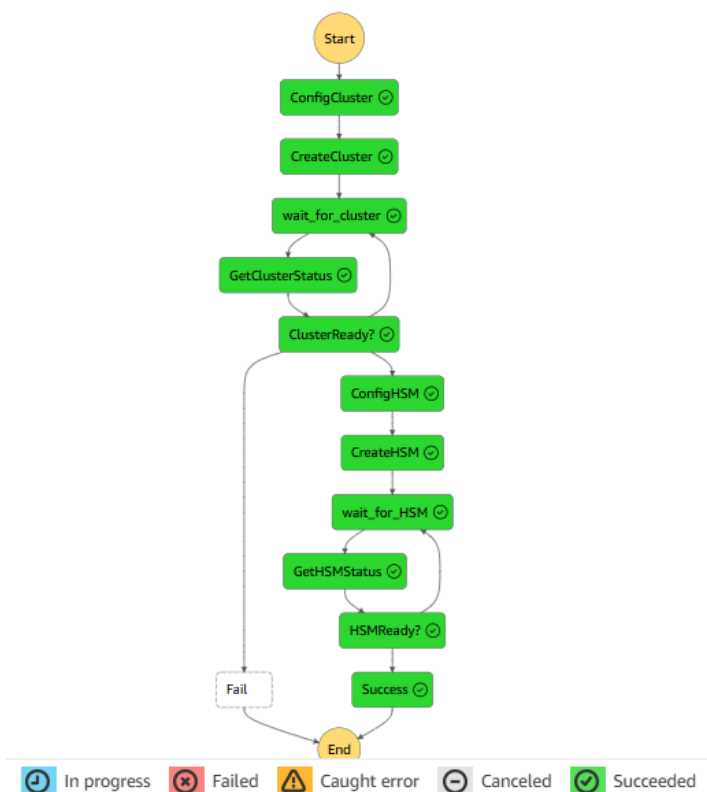 Start
ConfigCluster
CreateCluster
wait_for_cluster
GetClusterStatus
ClusterReady?
ConfigHSM
CreateHSM
wait_for_HSM
GetHSMStatus
HSMReady?
Fail
Success
End
In progress Failed Caught error Canceled Succeeded